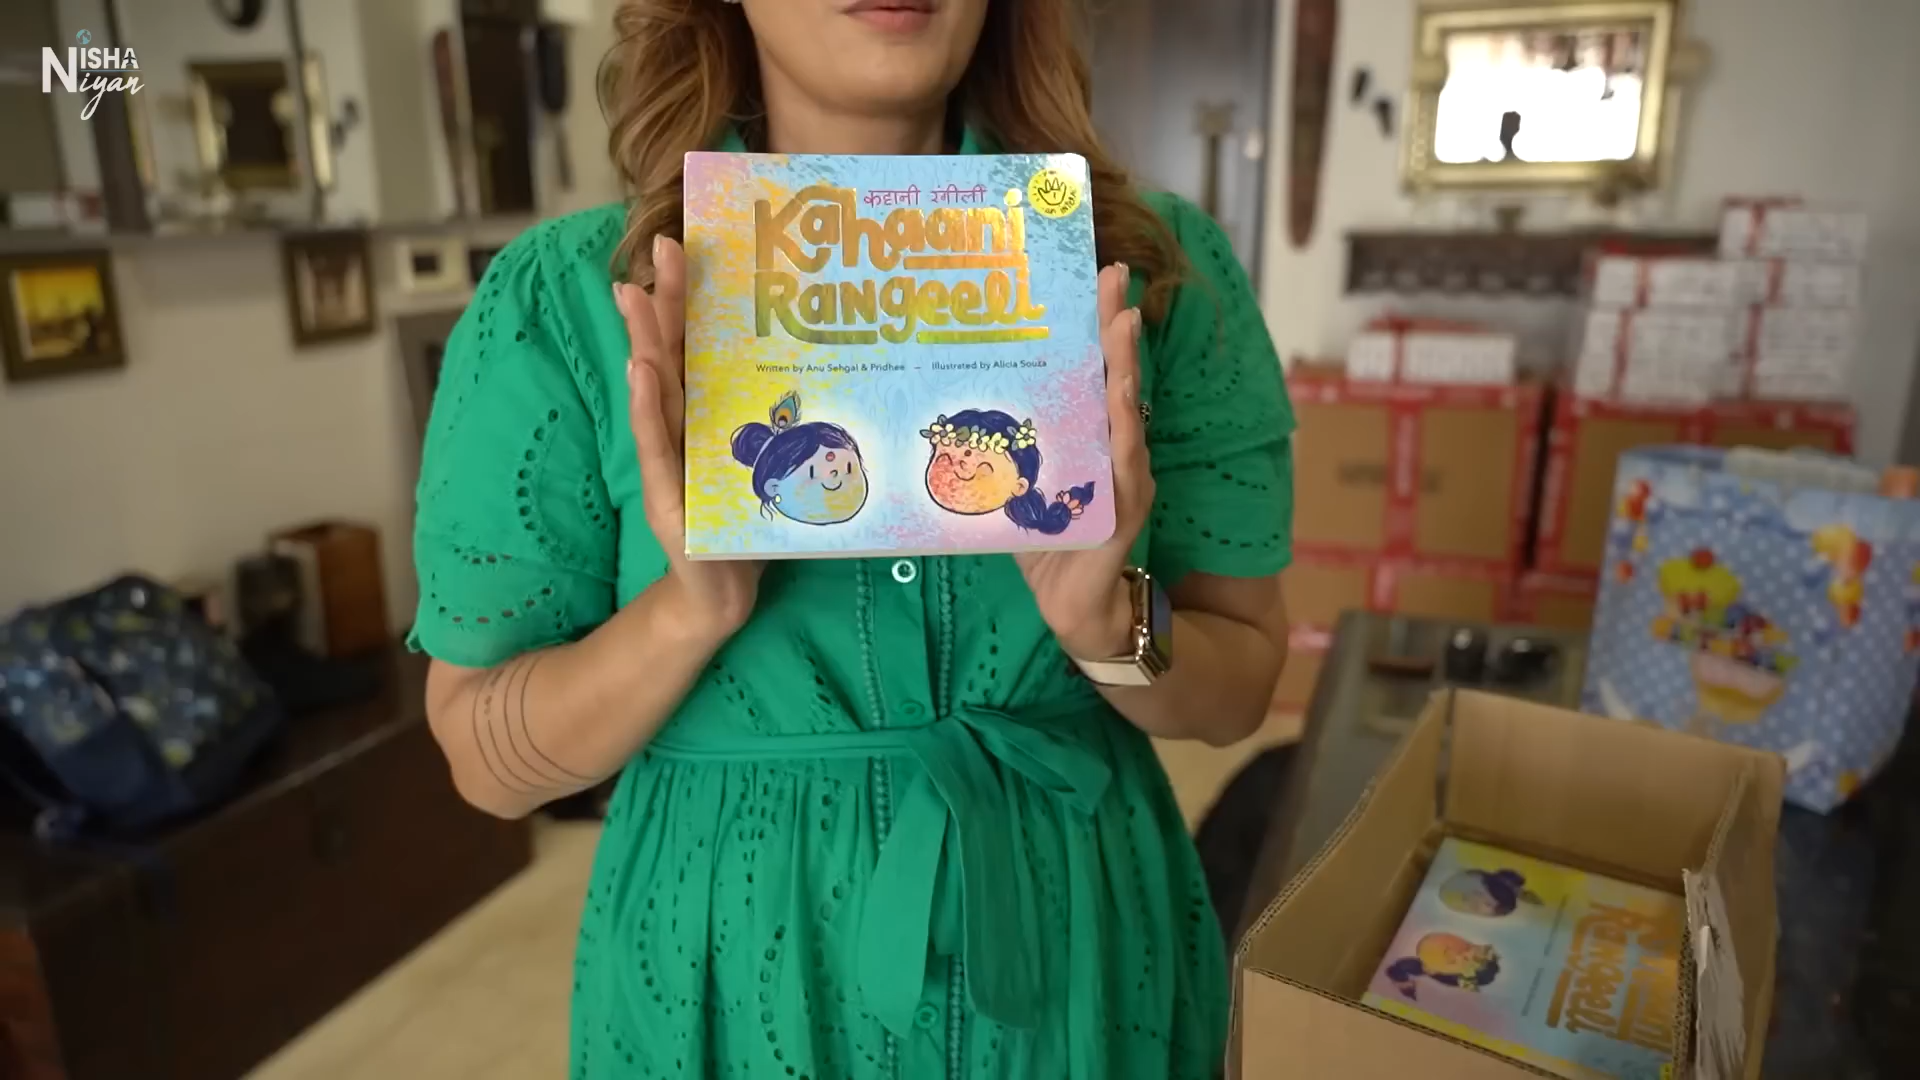 NISHA
Niyan
कहानी रंगीली
Kahaani
Rangeeli
Written by Anu Sehgal & Pridhee – Illustrated by Alicia Souza
Rangeeli